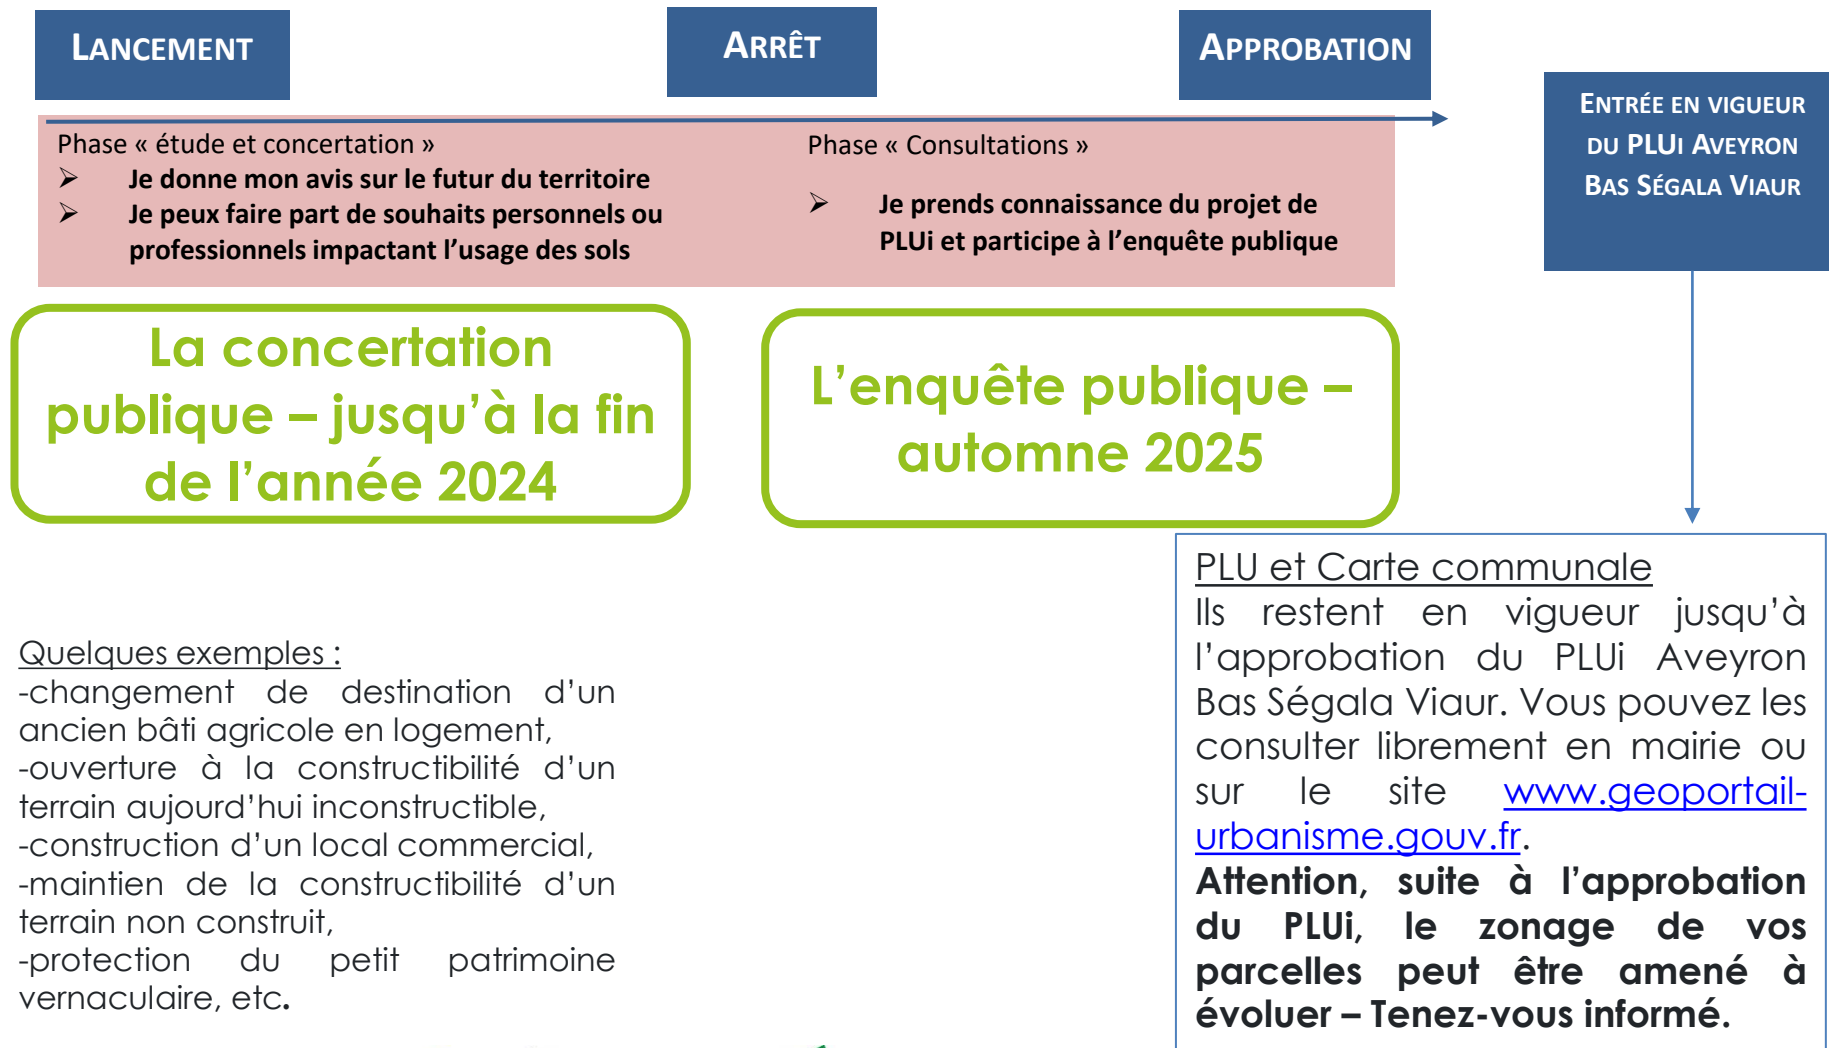 LANCEMENT
ARRÊT
APPROBATION
ENTRÉE EN VIGUEUR
DU PLUI AVEYRON
BAS SÉGALA VIAUR
Phase « étude et concertation »
➢ Je donne mon avis sur le futur du territoire
➢ Je peux faire part de souhaits personnels ou
professionnels impactant l’usage des sols
Phase « Consultations »
➢ Je prends connaissance du projet de
PLUi et participe à l’enquête publique
La concertation
publique – jusqu’à la fin
de l’année 2024
L’enquête publique –
automne 2025
Quelques exemples :
-changement de destination d’un
ancien bâti agricole en logement,
-ouverture à la constructibilité d’un
terrain aujourd’hui inconstructible,
-construction d’un local commercial,
-maintien de la constructibilité d’un
terrain non construit,
-protection du petit patrimoine
vernaculaire, etc.
PLU et Carte communale
Ils restent en vigueur jusqu’à
l’approbation du PLUi Aveyron
Bas Ségala Viaur. Vous pouvez les
consulter librement en mairie ou
sur le site www.geoportail-
urbanisme.gouv.fr.
Attention, suite à l’approbation
du PLUi, le zonage de vos
parcelles peut être amené à
évoluer – Tenez-vous informé.